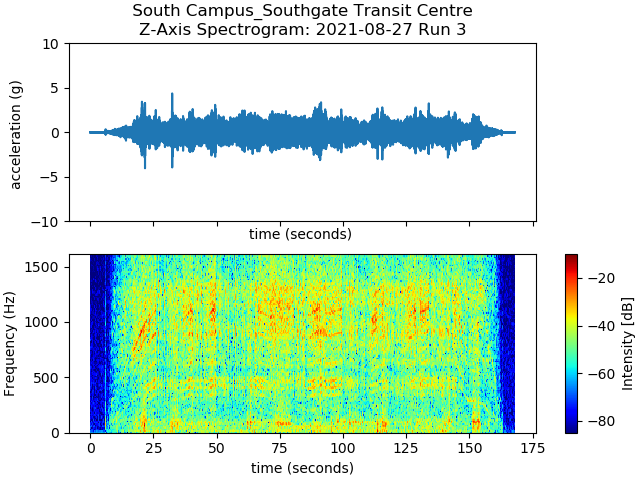 South Campus_Southgate Transit Centre
Z-Axis Spectrogram: 2021-08-27 Run 3
10
5
0
−5
−10
acceleration (g)
time (seconds)
1500
1000
500
0
Frequency (Hz)
0 25 50 75 100 125 150 175
time (seconds)
−20
−40
−60
−80
Intensity [dB]